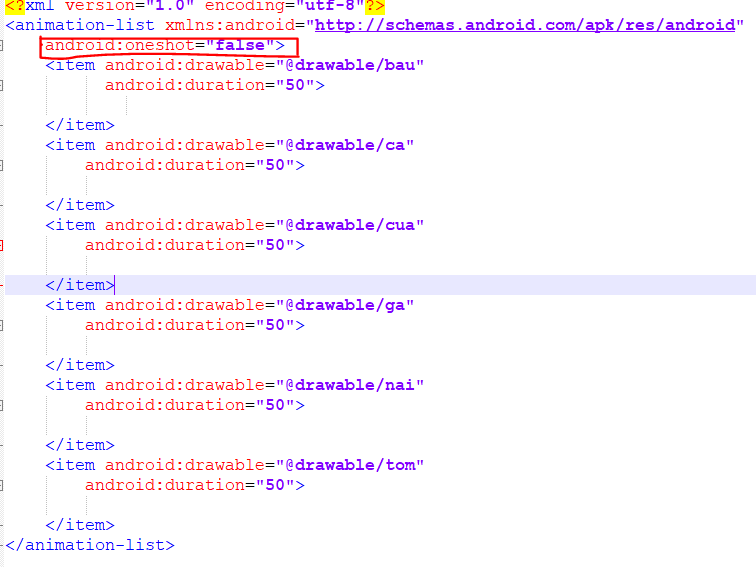 <?xml version="1.0" encoding="utf-8"?>
<animation-list xmlns:android="http://schemas.android.com/apk/res/android"
android:oneshot="false">
<item android:drawable="@drawable/bau"
android:duration="50">
</item>
<item android:drawable="@drawable/ca"
android:duration="50">
</item>
<item android:drawable="@drawable/cua"
android:duration="50">
</item>
<item android:drawable="@drawable/ga"
android:duration="50">
</item>
<item android:drawable="@drawable/nai"
android:duration="50">
</item>
<item android:drawable="@drawable/tom"
android:duration="50">
</item>
</animation-list>